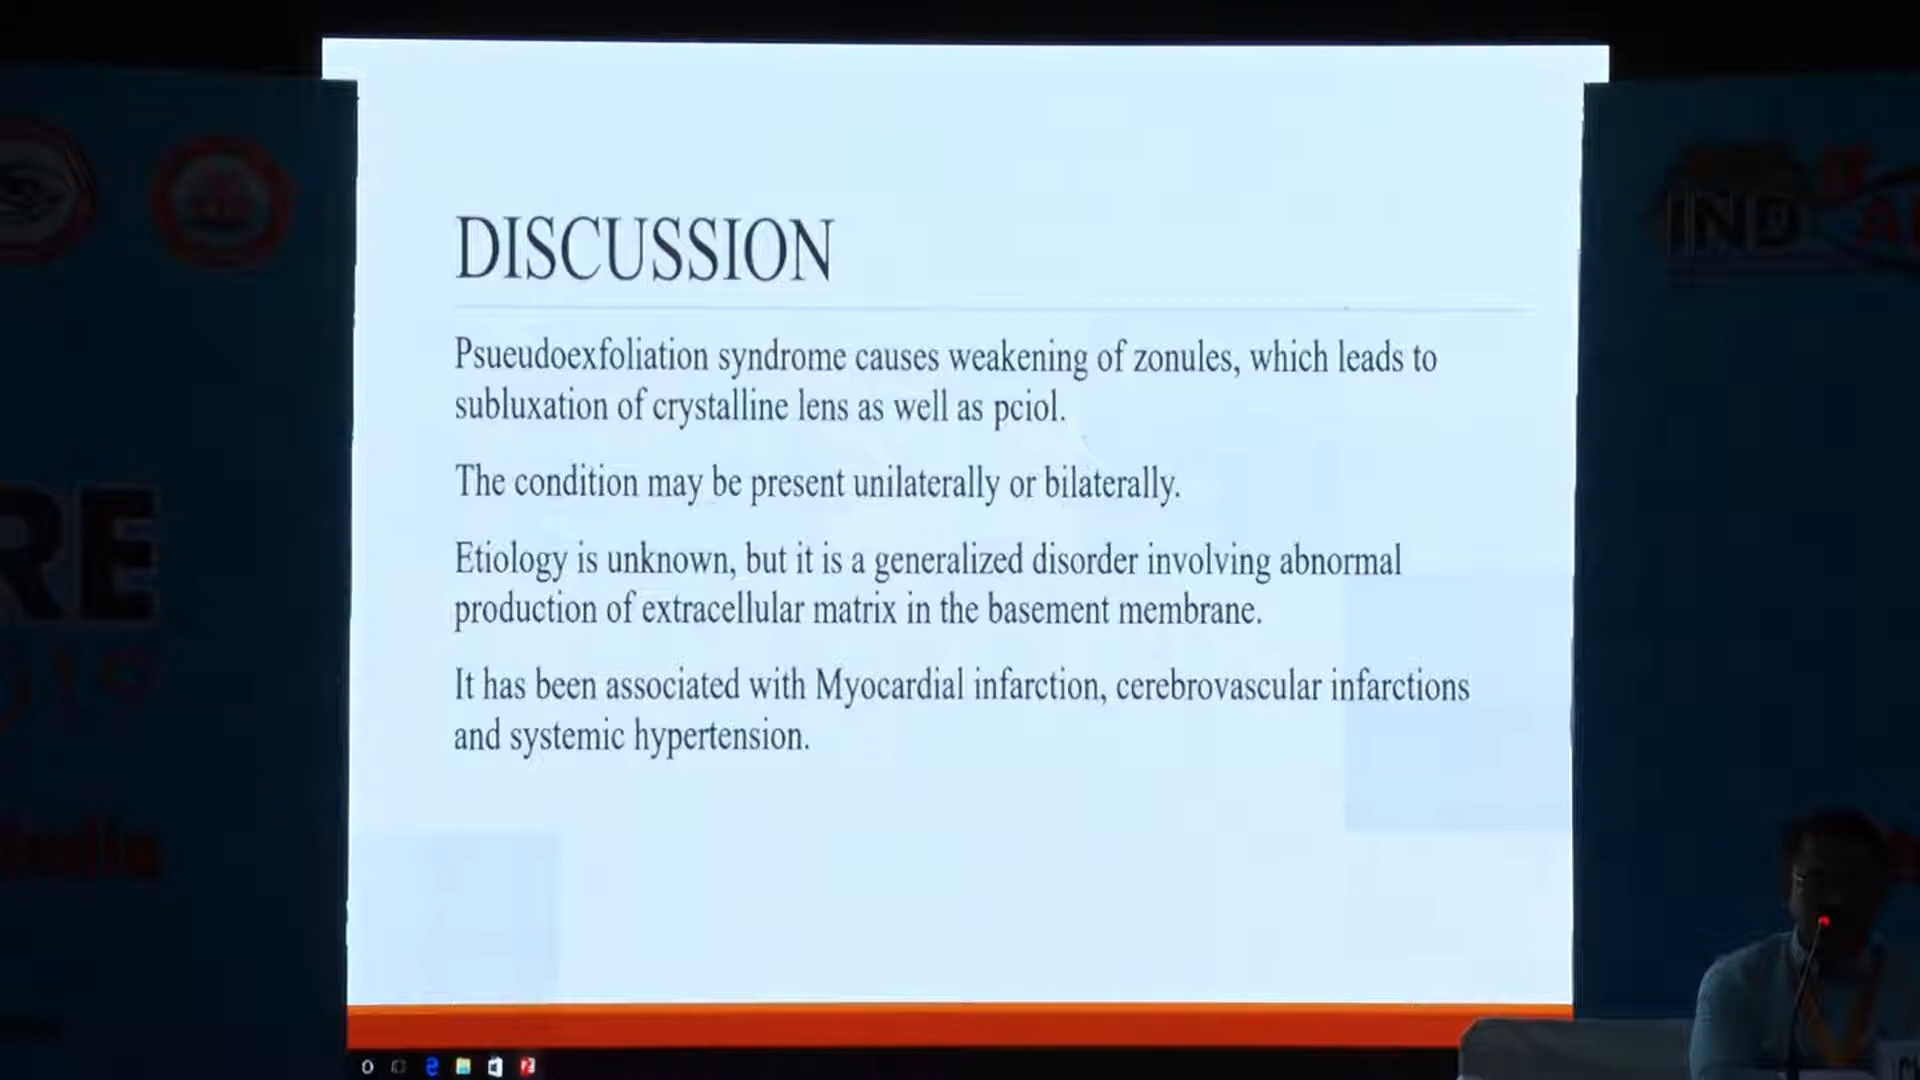 DISCUSSION
Psueudoexfoliation syndrome causes weakening of zonules, which leads to
subluxation of crystalline lens as well as pciol.
The condition may be present unilaterally or bilaterally.
Etiology is unknown, but it is a generalized disorder involving abnormal
production of extracellular matrix in the basement membrane.
It has been associated with Myocardial infarction, cerebrovascular infarctions
and systemic hypertension.
IND
RE